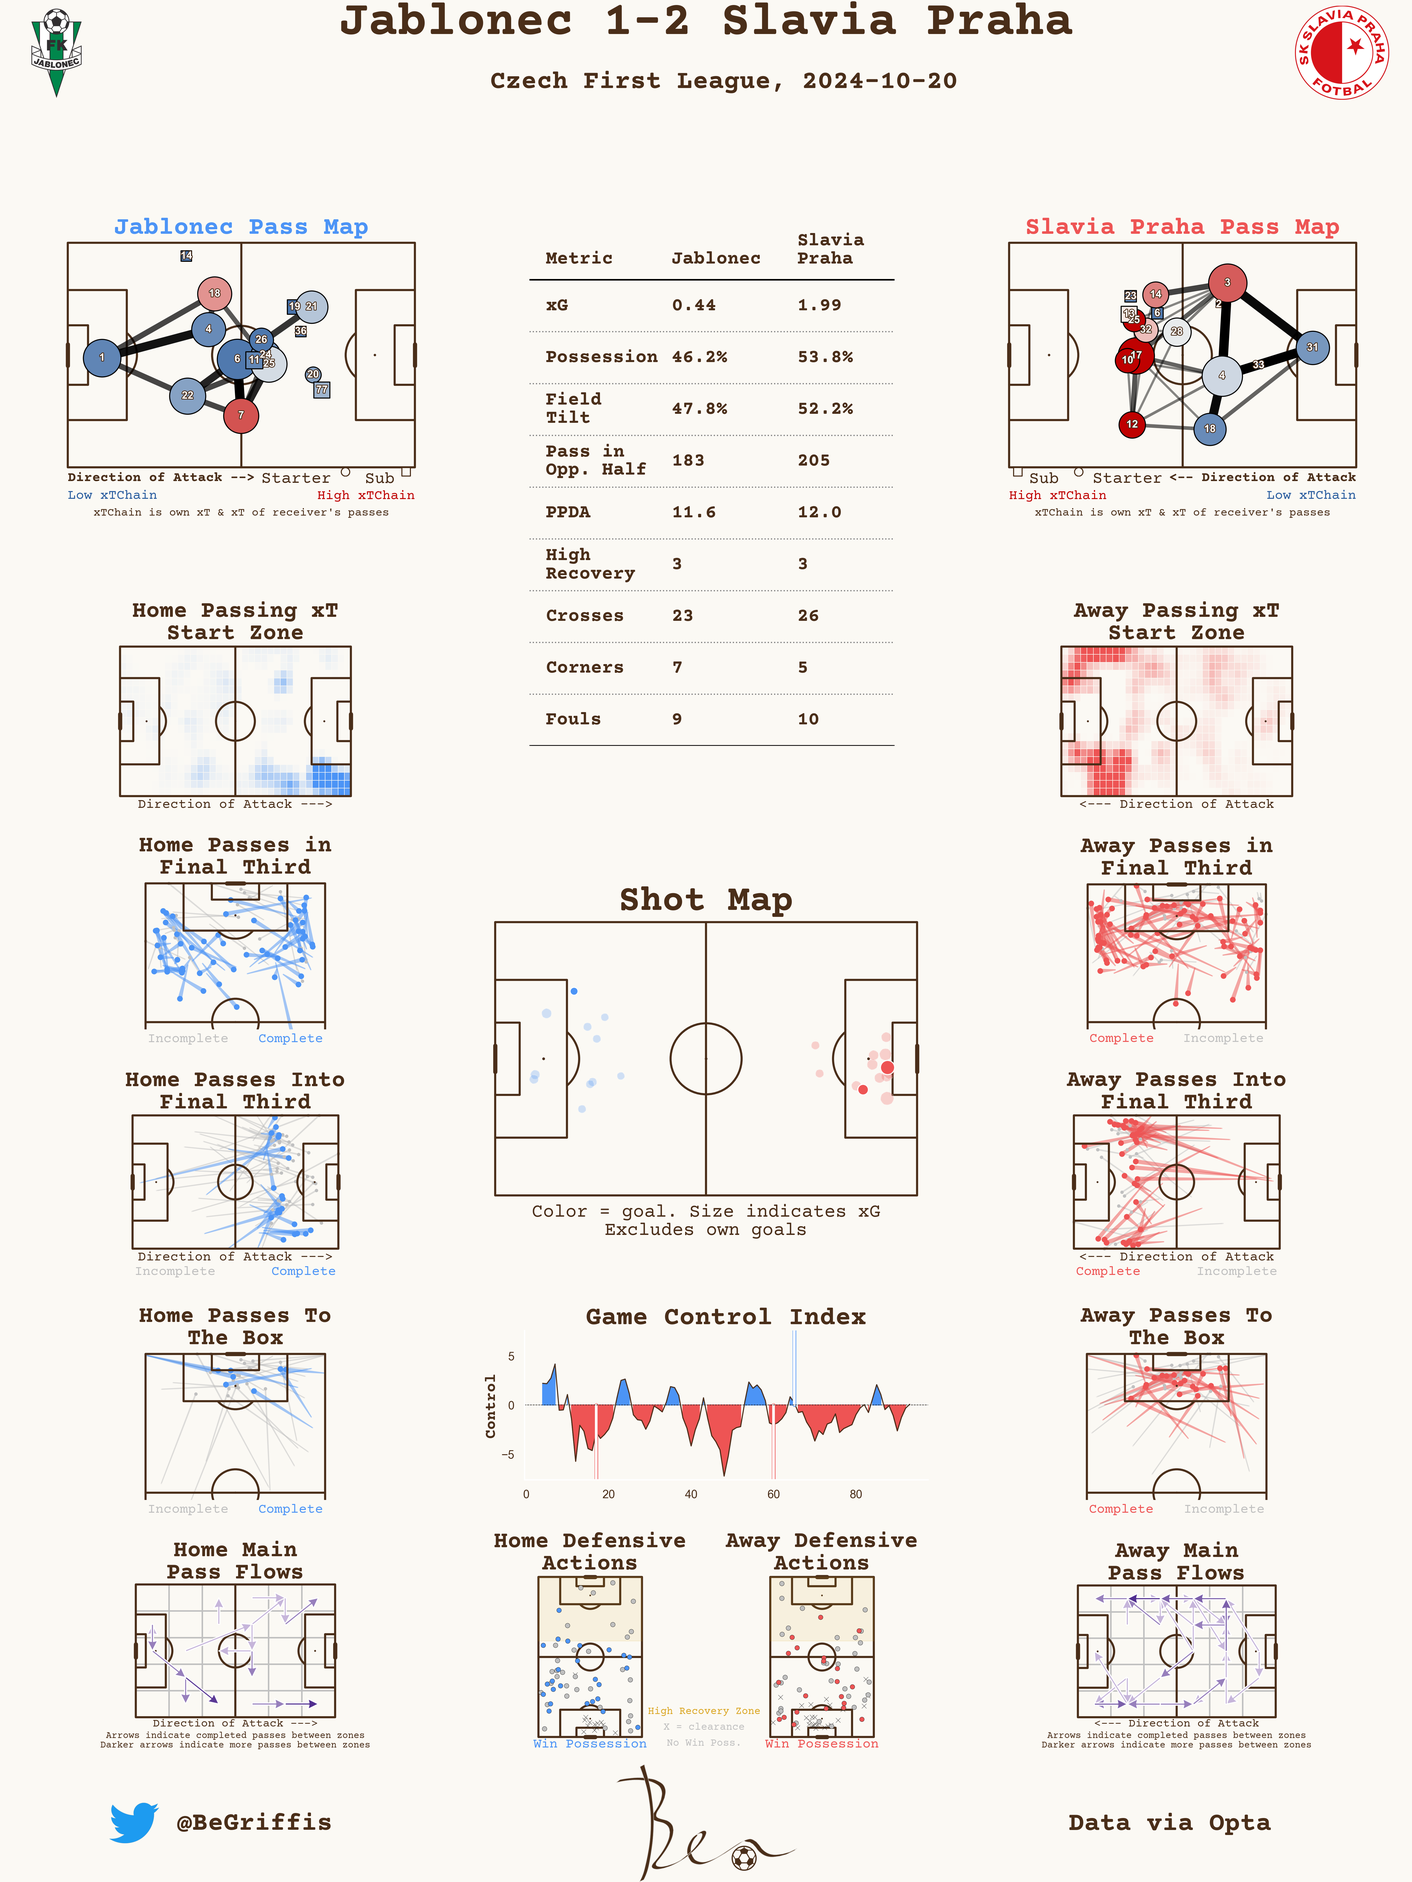 Jablonec 1-2 Slavia Praha
Czech First League, 2024-10-20
FK
JABLONEC
SK SLAVIA PRAHA
FOTBAL
Jablonec Pass Map
14
18
19
21
4
36
26
1
6
11
24
25
20
77
22
7
Direction of Attack --> Starter Sub
Low xTChain High xTChain
xTChain is own xT & xT of receiver's passes
Metric Jablonec Slavia
Praha
xG 0.44 1.99
Possession 46.2% 53.8%
Field
Tilt 47.8% 52.2%
Pass in
Opp. Half 183 205
PPDA 11.6 12.0
High
Recovery 3 3
Crosses 23 26
Corners 7 5
Fouls 9 10
Slavia Praha Pass Map
3
23
14
2
13
6
25
32
28
31
17
10
33
4
12
18
Sub Starter <-- Direction of Attack
High xTChain Low xTChain
xTChain is own xT & xT of receiver's passes
Home Passing xT
Start Zone
Direction of Attack --->
Away Passing xT
Start Zone
<--- Direction of Attack
Home Passes in
Final Third
Incomplete Complete
Away Passes in
Final Third
Complete Incomplete
Shot Map
Color = goal. Size indicates xG
Excludes own goals
Home Passes Into
Final Third
Direction of Attack --->
Incomplete Complete
Away Passes Into
Final Third
<--- Direction of Attack
Complete Incomplete
Home Passes To
The Box
Incomplete Complete
Game Control Index
Control
5
0
−5
0 20 40 60 80
Away Passes To
The Box
Complete Incomplete
Home Main
Pass Flows
Direction of Attack --->
Arrows indicate completed passes between zones
Darker arrows indicate more passes between zones
Home Defensive
Actions
Win Possession
Away Defensive
Actions
Win Possession
High Recovery Zone
X = clearance
No Win Poss.
Away Main
Pass Flows
<--- Direction of Attack
Arrows indicate completed passes between zones
Darker arrows indicate more passes between zones
@BeGriffis
Ben
Data via Opta